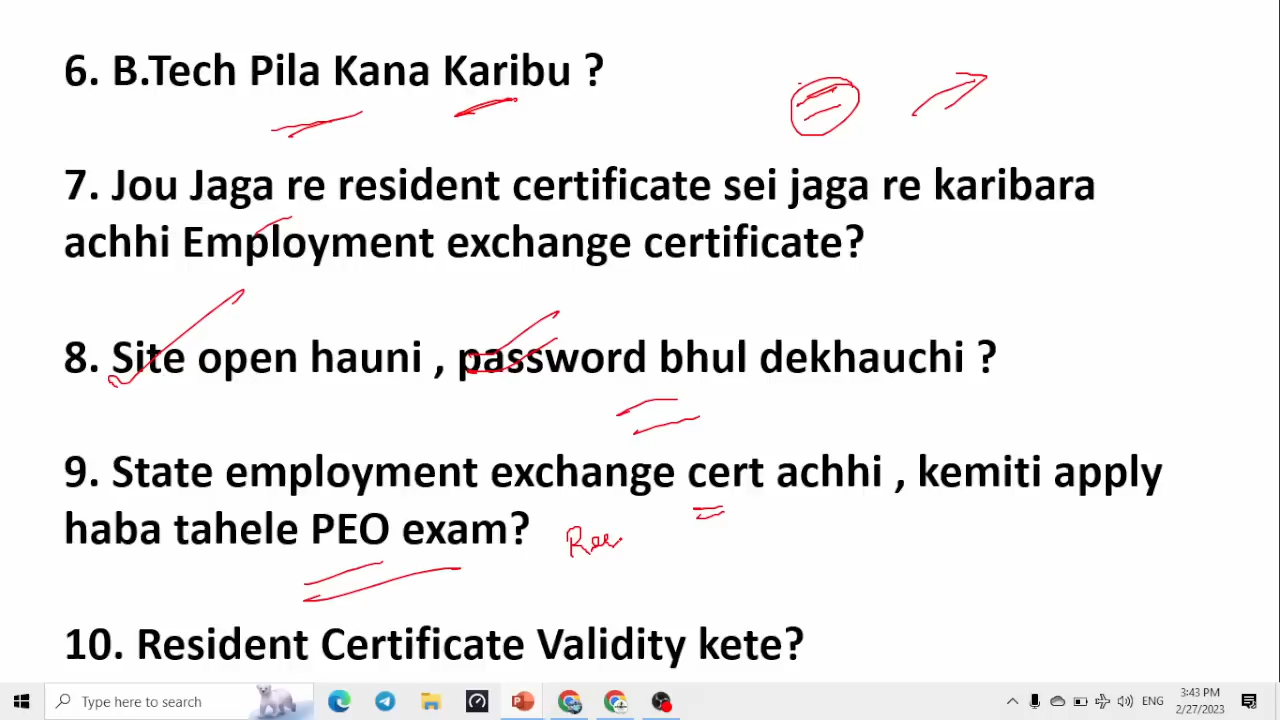 6. B.Tech Pila Kana Karibu ?
7. Jou Jaga re resident certificate sei jaga re karibara
achhi Employment exchange certificate?
8. Site open hauni , password bhul dekhauchi ?
9. State employment exchange cert achhi , kemiti apply
haba tahele PEO exam?
10. Resident Certificate Validity kete?
Type here to search
ENG
3:43 PM
2/27/2023